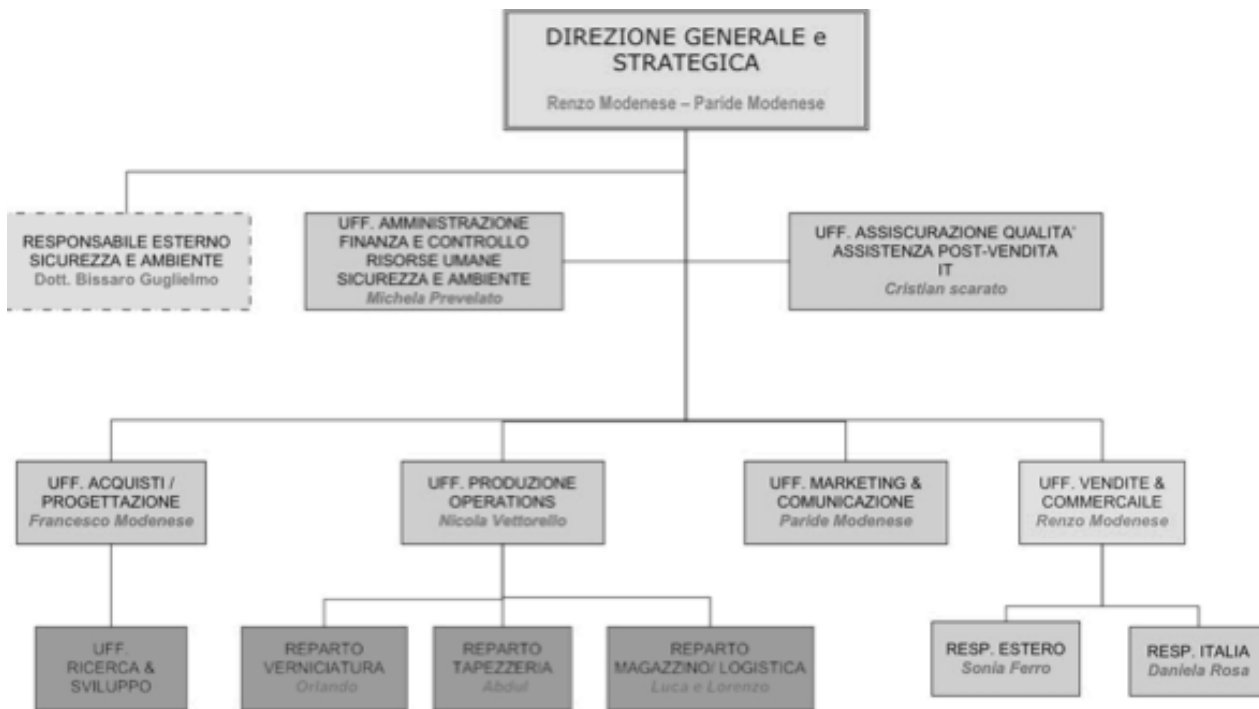 DIREZIONE GENERALE e
STRATEGICA
Renzo Modenese – Paride Modenese
RESPONSABILE ESTERNO
SICUREZZA E AMBIENTE
Dott. Bissaro Guglielmo
UFF. AMMINISTRAZIONE
FINANZA E CONTROLLO
RISORSE UMANE
SICUREZZA E AMBIENTE
Michela Prevelato
UFF. ASSISCURAZIONE QUALITA'
ASSISTENZA POST-VENDITA
IT
Cristian scarato
UFF. ACQUISTI /
PROGETTAZIONE
Francesco Modenese
UFF. PRODUZIONE
OPERATIONS
Nicola Vettorello
UFF. MARKETING &
COMUNICAZIONE
Paride Modenese
UFF. VENDITE &
COMMERCAILE
Renzo Modenese
UFF.
RICERCA &
SVILUPPO
REPARTO
VERNICIATURA
Orlando
REPARTO
TAPEZZERIA
Abdul
REPARTO
MAGAZZINO/ LOGISTICA
Luca e Lorenzo
RESP. ESTERO
Sonia Ferro
RESP. ITALIA
Daniela Rosa